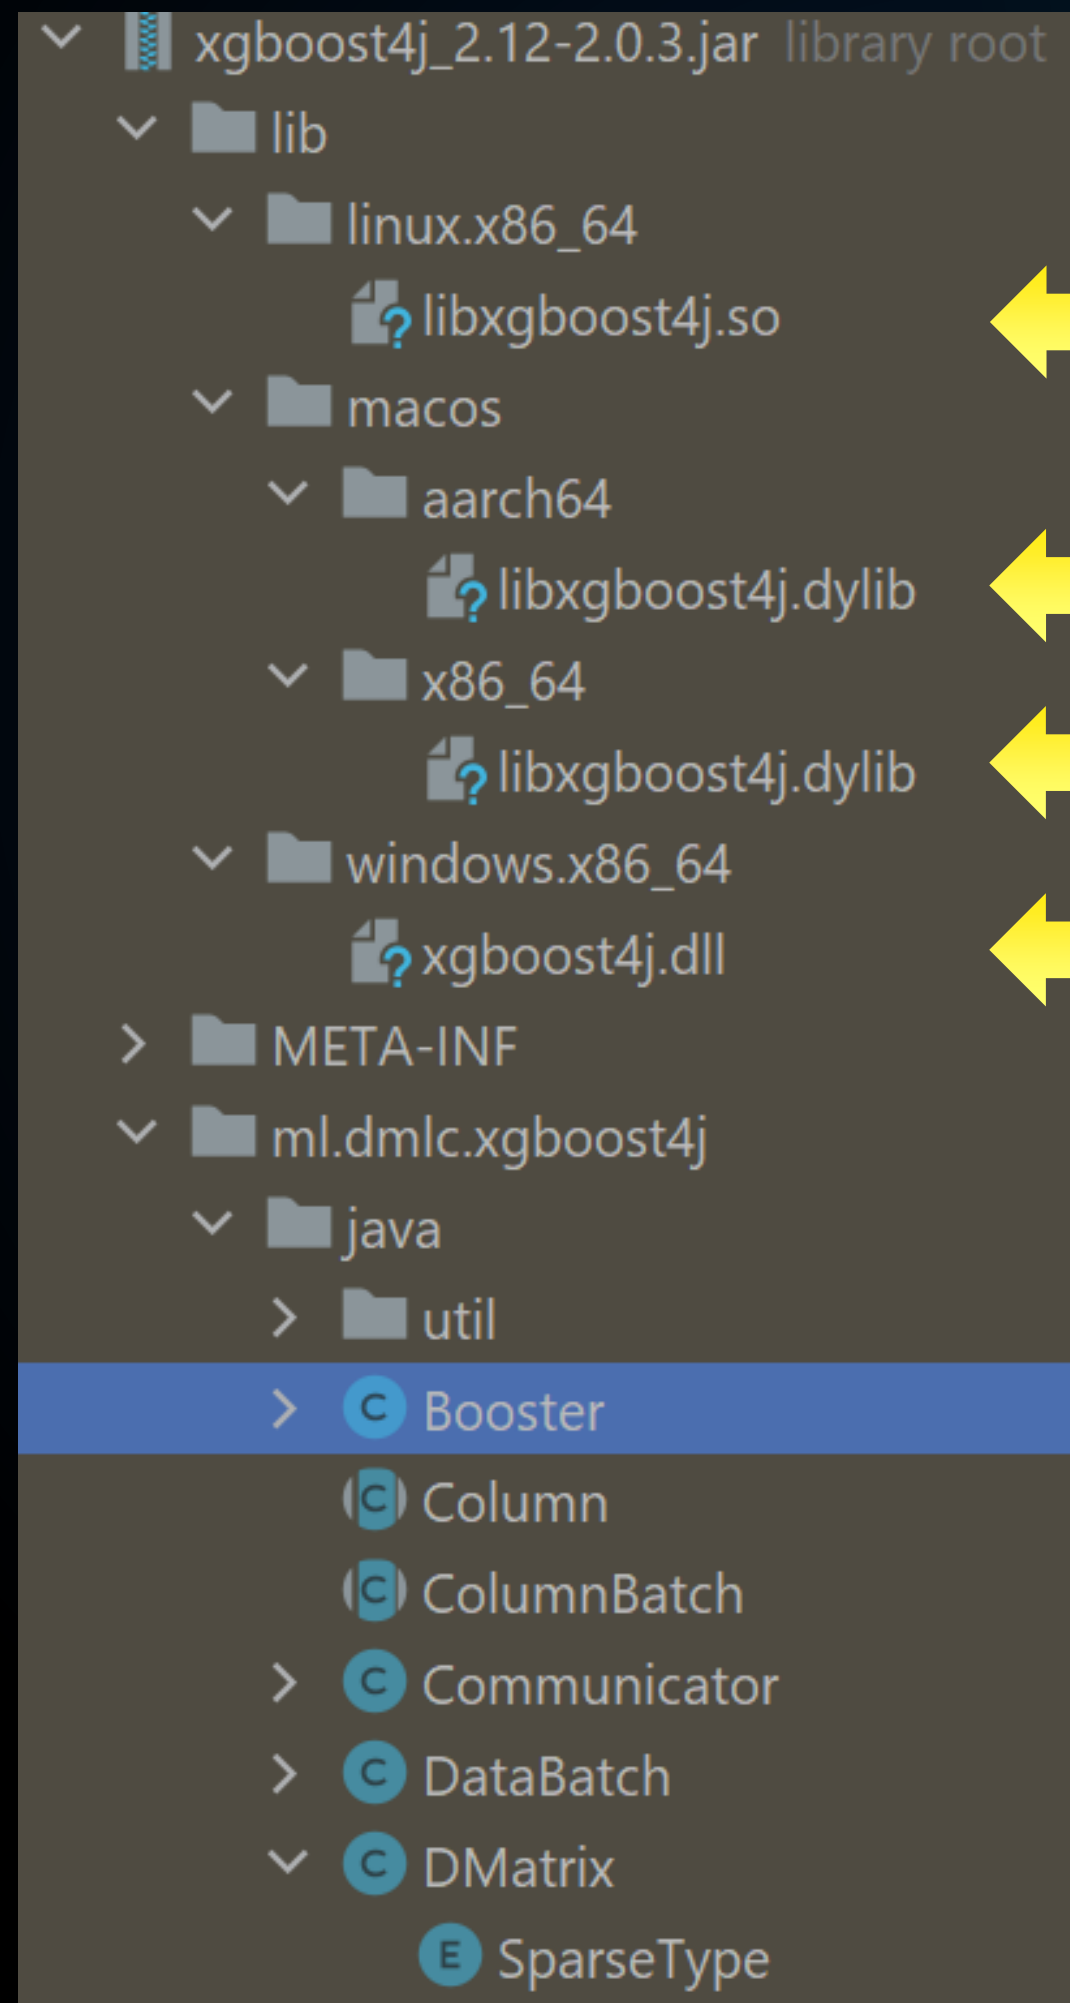 xgboost4j_2.12-2.0.3.jar library root
lib
linux.x86_64
libxgboost4j.so
macos
aarch64
libxgboost4j.dylib
x86_64
libxgboost4j.dylib
windows.x86_64
xgboost4j.dll
META-INF
ml.dmlc.xgboost4j
java
util
C Booster
C Column
C ColumnBatch
C Communicator
C DataBatch
C DMatrix
E SparseType